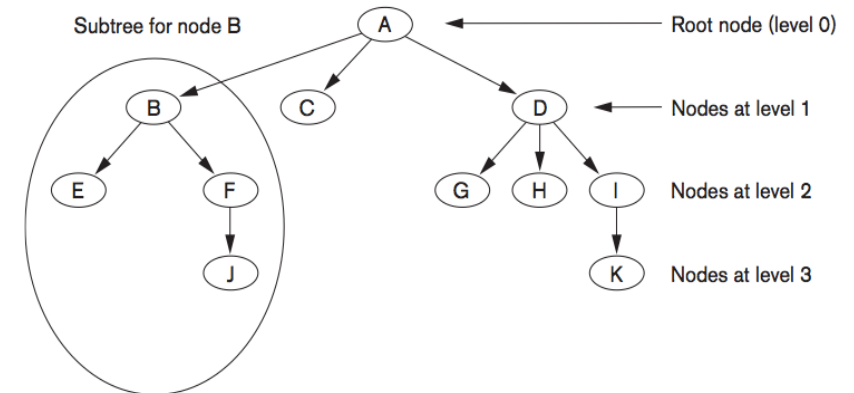 Subtree for node B
A
Root node (level 0)
B
C
D
Nodes at level 1
E
F
G
H
I
Nodes at level 2
J
K
Nodes at level 3